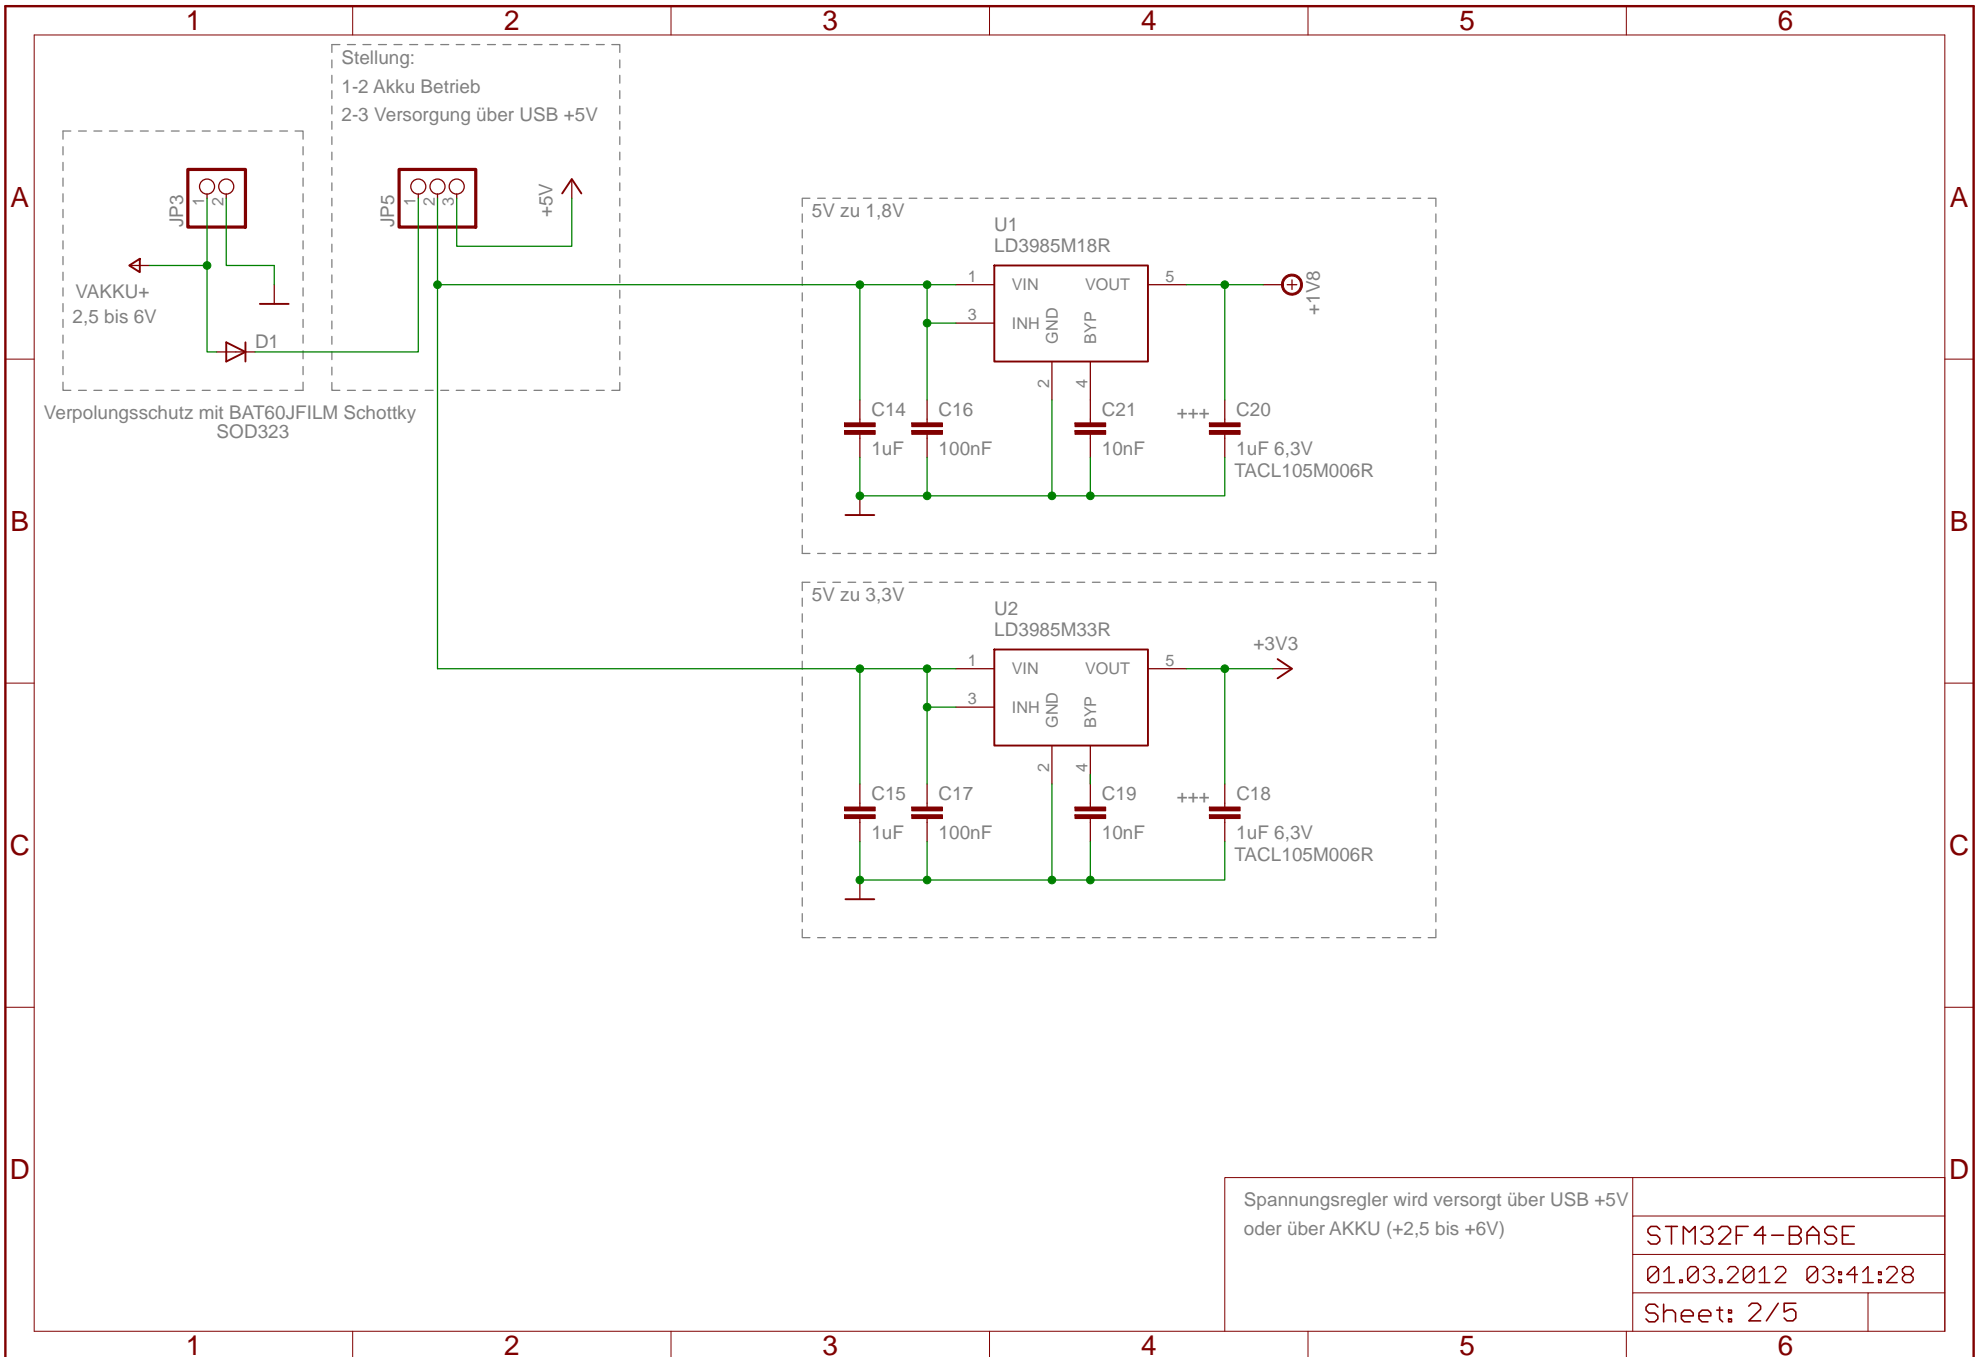 1 2 3 4 5 6
Stellung:
1-2 Akku Betrieb
2-3 Versorgung über USB +5V
A
A
JP3
1
2
JP5
1
2
3
+5V
VAKKU+
2,5 bis 6V
D1
Verpolungsschutz mit BAT60JFILM Schottky
SOD323
5V zu 1,8V
U1
LD3985M18R
1
VIN
VOUT
5
3
INH
GND
BYP
2
4
+1V8
C14
1uF
C16
100nF
C21
10nF
+++
C20
1uF 6,3V
TACL105M006R
B
B
5V zu 3,3V
U2
LD3985M33R
1
VIN
VOUT
5
3
INH
GND
BYP
2
4
+3V3
C15
1uF
C17
100nF
C19
10nF
+++
C18
1uF 6,3V
TACL105M006R
C
C
D
D
Spannungsregler wird versorgt über USB +5V
oder über AKKU (+2,5 bis +6V)
STM32F4-BASE
01.03.2012 03:41:28
Sheet: 2/5
1 2 3 4 5 6